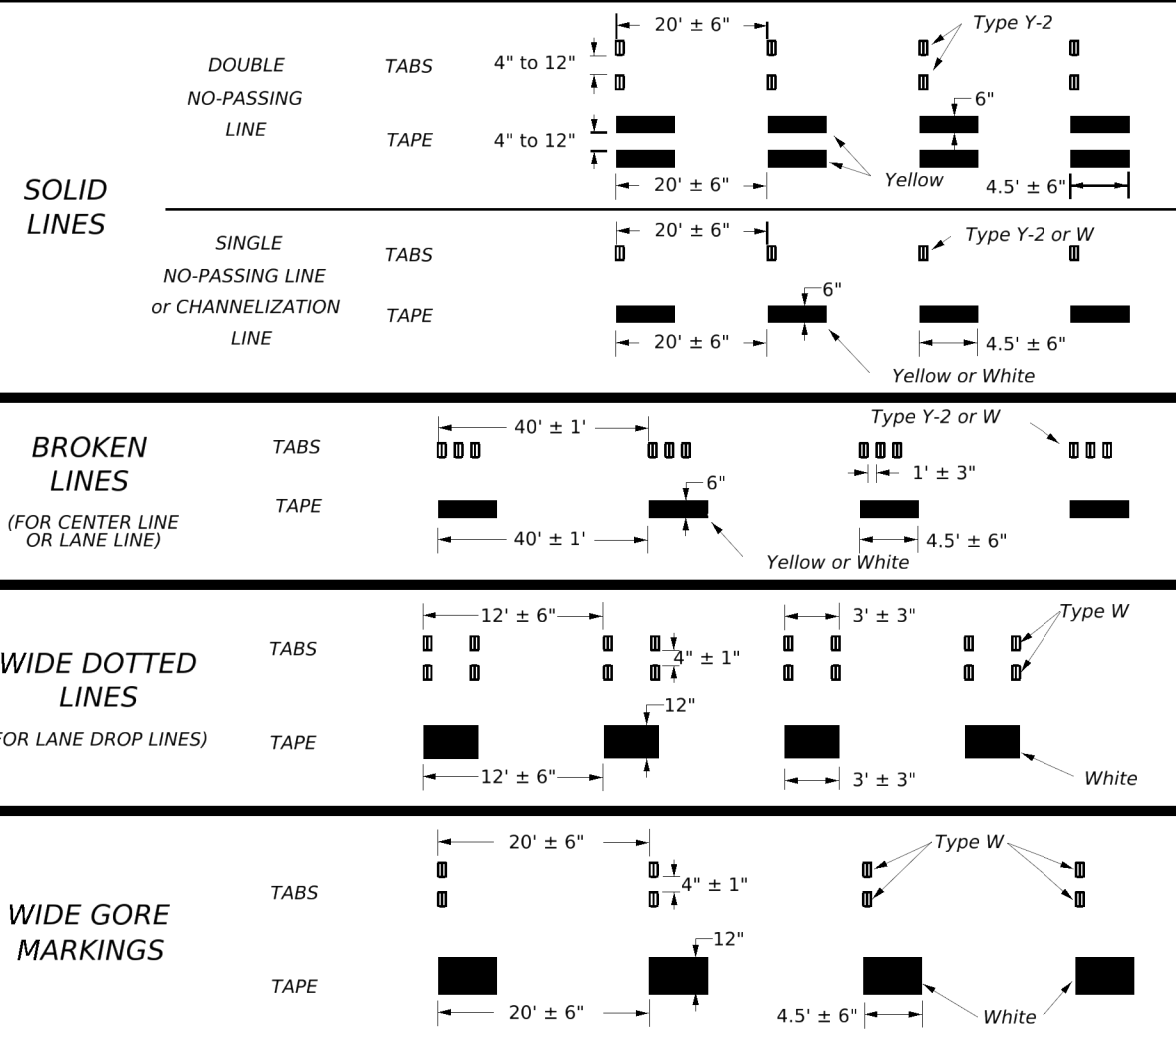 SOLID
LINES
DOUBLE
NO-PASSING
LINE
TABS
20' ± 6"
Type Y-2
4" to 12"
TAPE
4" to 12"
6"
Yellow
20' ± 6"
4.5' ± 6"
SINGLE
NO-PASSING LINE
or CHANNELIZATION
LINE
TABS
20' ± 6"
Type Y-2 or W
TAPE
6"
20' ± 6"
4.5' ± 6"
Yellow or White
BROKEN
LINES
(FOR CENTER LINE
OR LANE LINE)
TABS
40' ± 1'
Type Y-2 or W
1' ± 3"
TAPE
6"
40' ± 1'
4.5' ± 6"
Yellow or White
WIDE DOTTED
LINES
FOR LANE DROP LINES)
TABS
12' ± 6"
3' ± 3"
Type W
4" ± 1"
TAPE
12"
12' ± 6"
3' ± 3"
White
WIDE GORE
MARKINGS
TABS
20' ± 6"
Type W
4" ± 1"
TAPE
12"
20' ± 6"
4.5' ± 6"
White